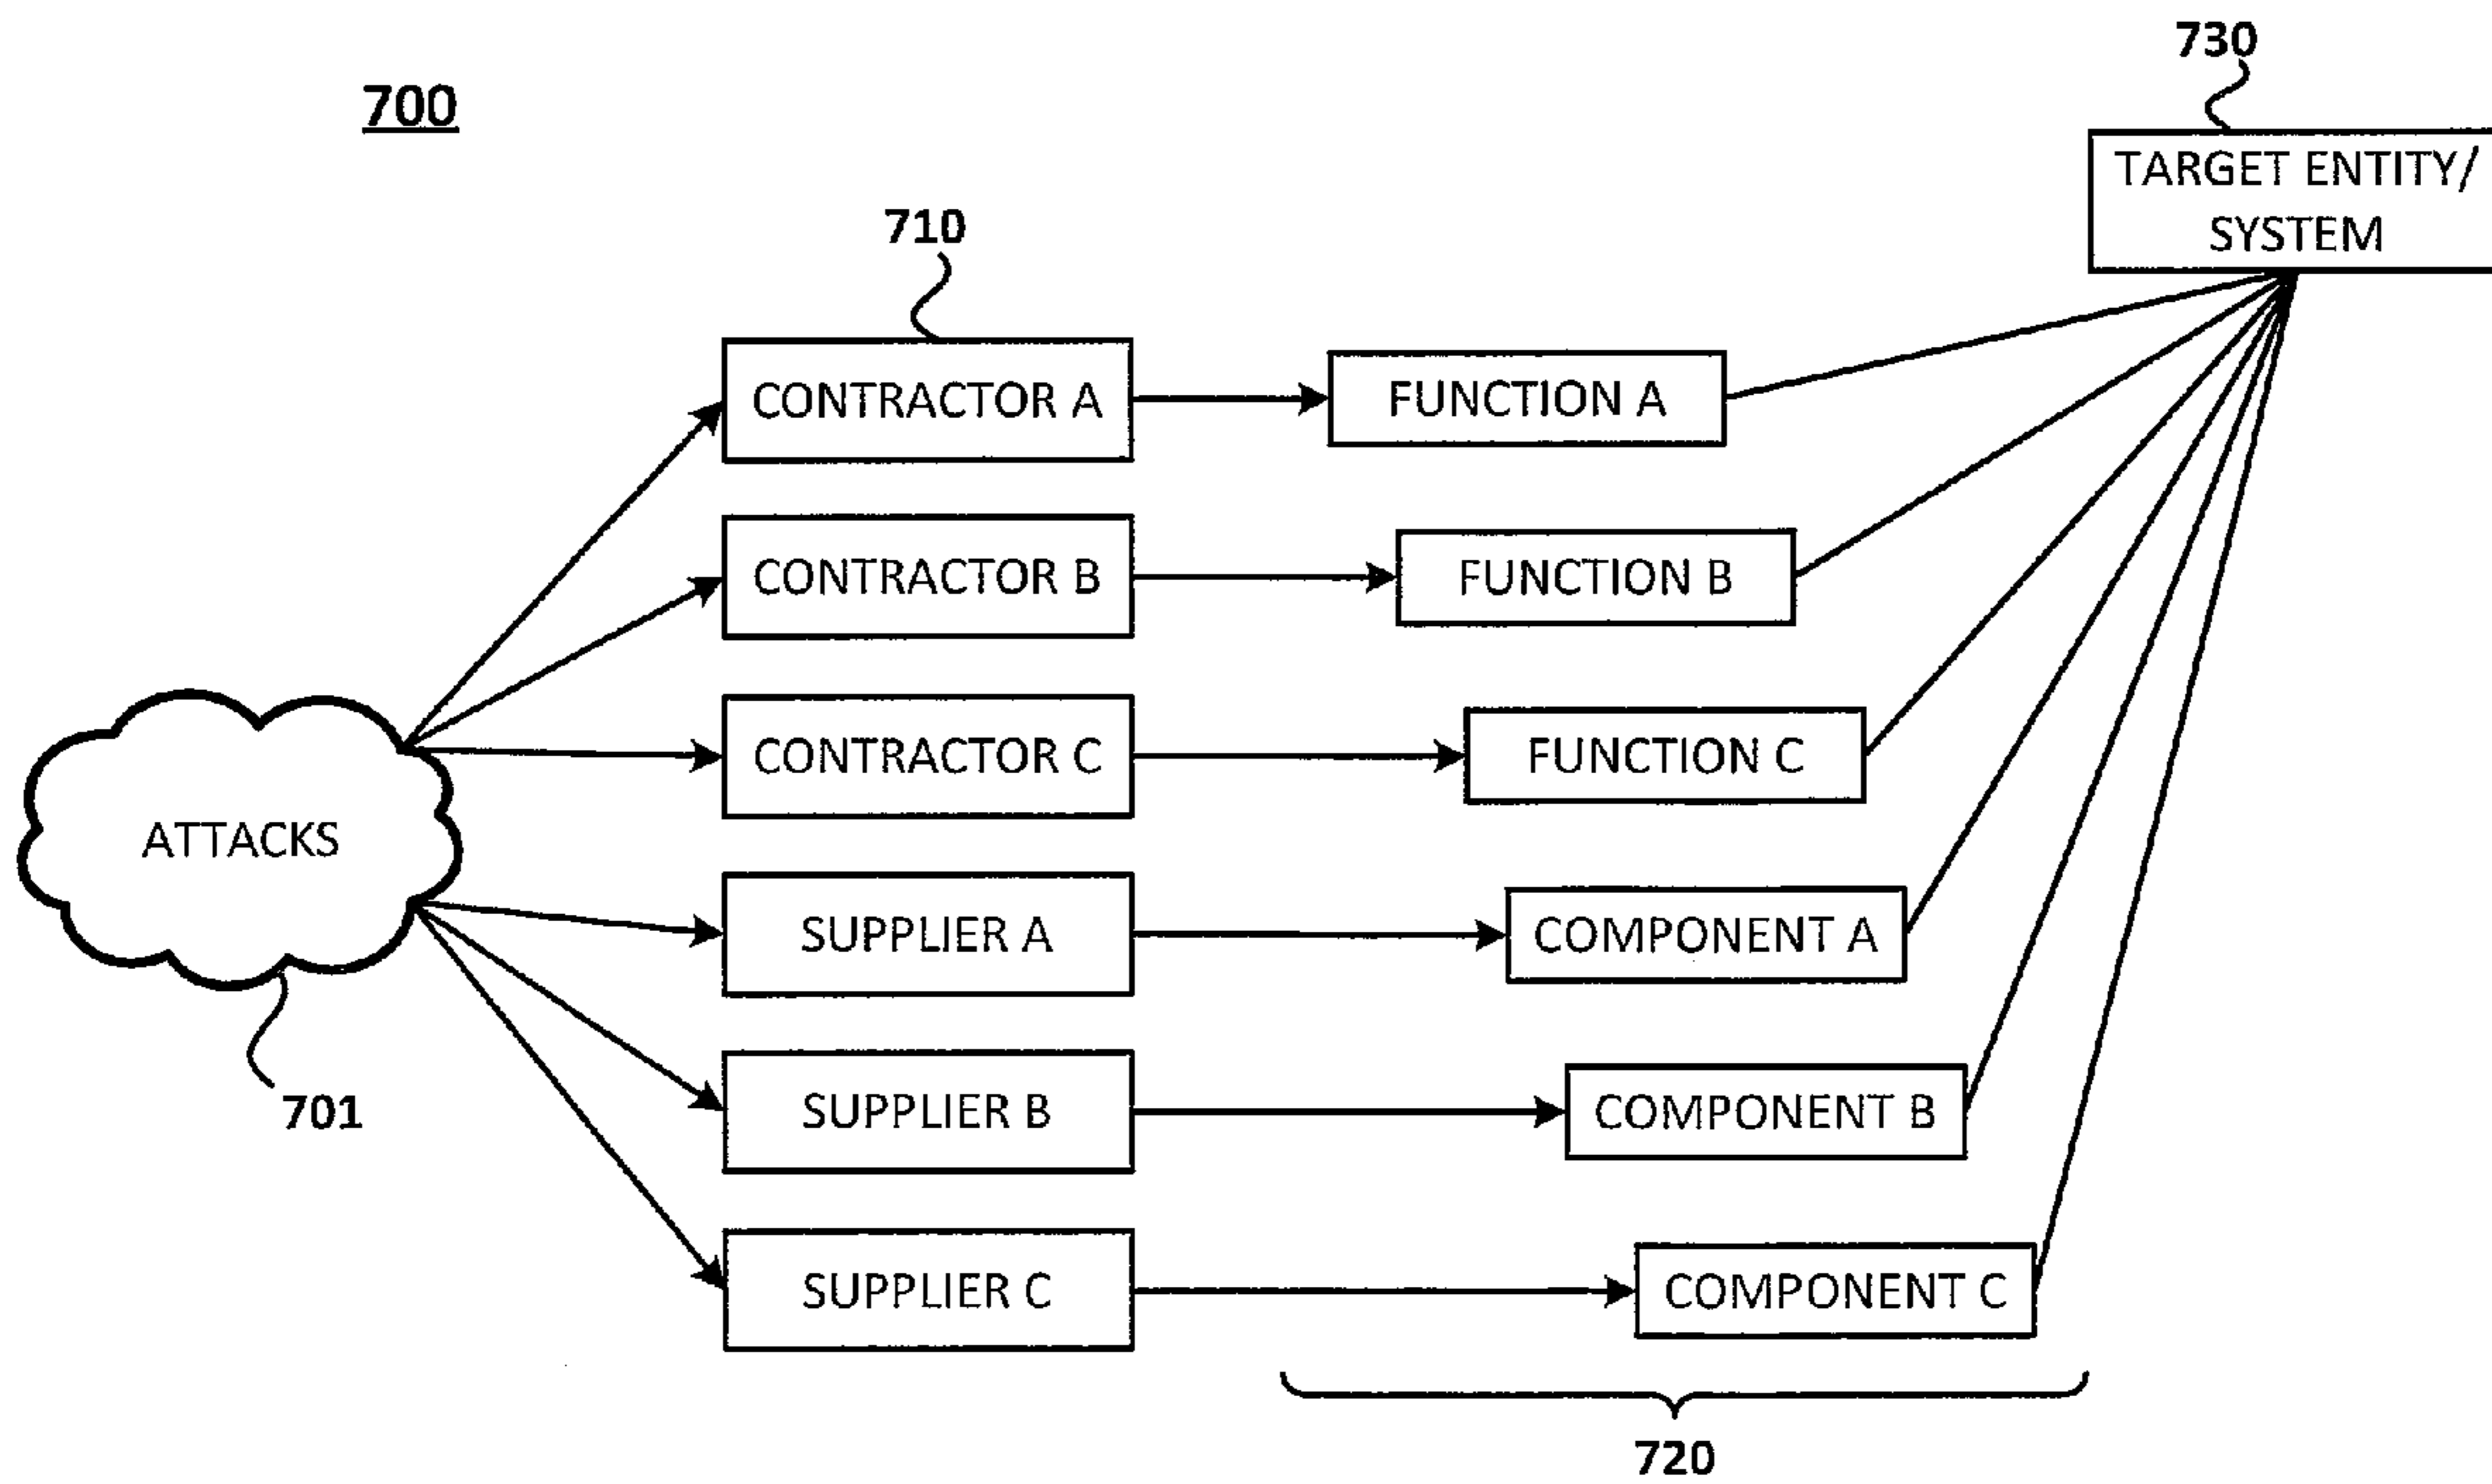 730
700
TARGET ENTITY/
SYSTEM
710
CONTRACTOR A
FUNCTION A
CONTRACTOR B
FUNCTION B
CONTRACTOR C
FUNCTION C
ATTACKS
SUPPLIER A
COMPONENT A
SUPPLIER B
COMPONENT B
701
SUPPLIER C
COMPONENT C
720